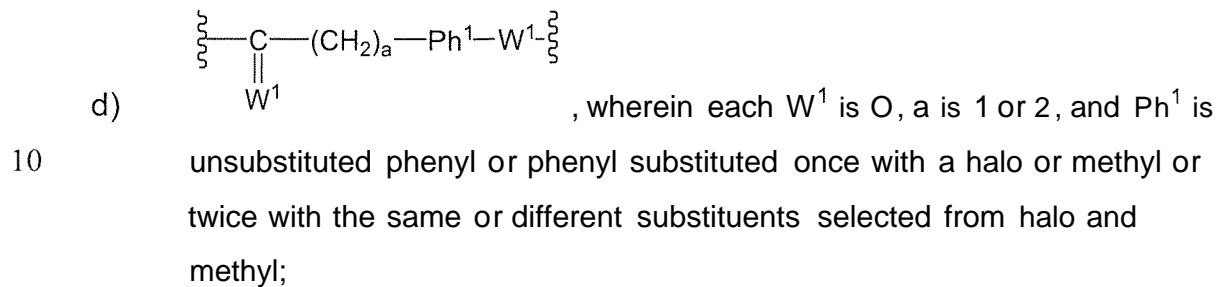 C—(CH₂)ₐ—Ph¹—W¹
W¹
d) , wherein each W¹ is O, a is 1 or 2, and Ph¹ is
10 unsubstituted phenyl or phenyl substituted once with a halo or methyl or
twice with the same or different substituents selected from halo and
methyl;